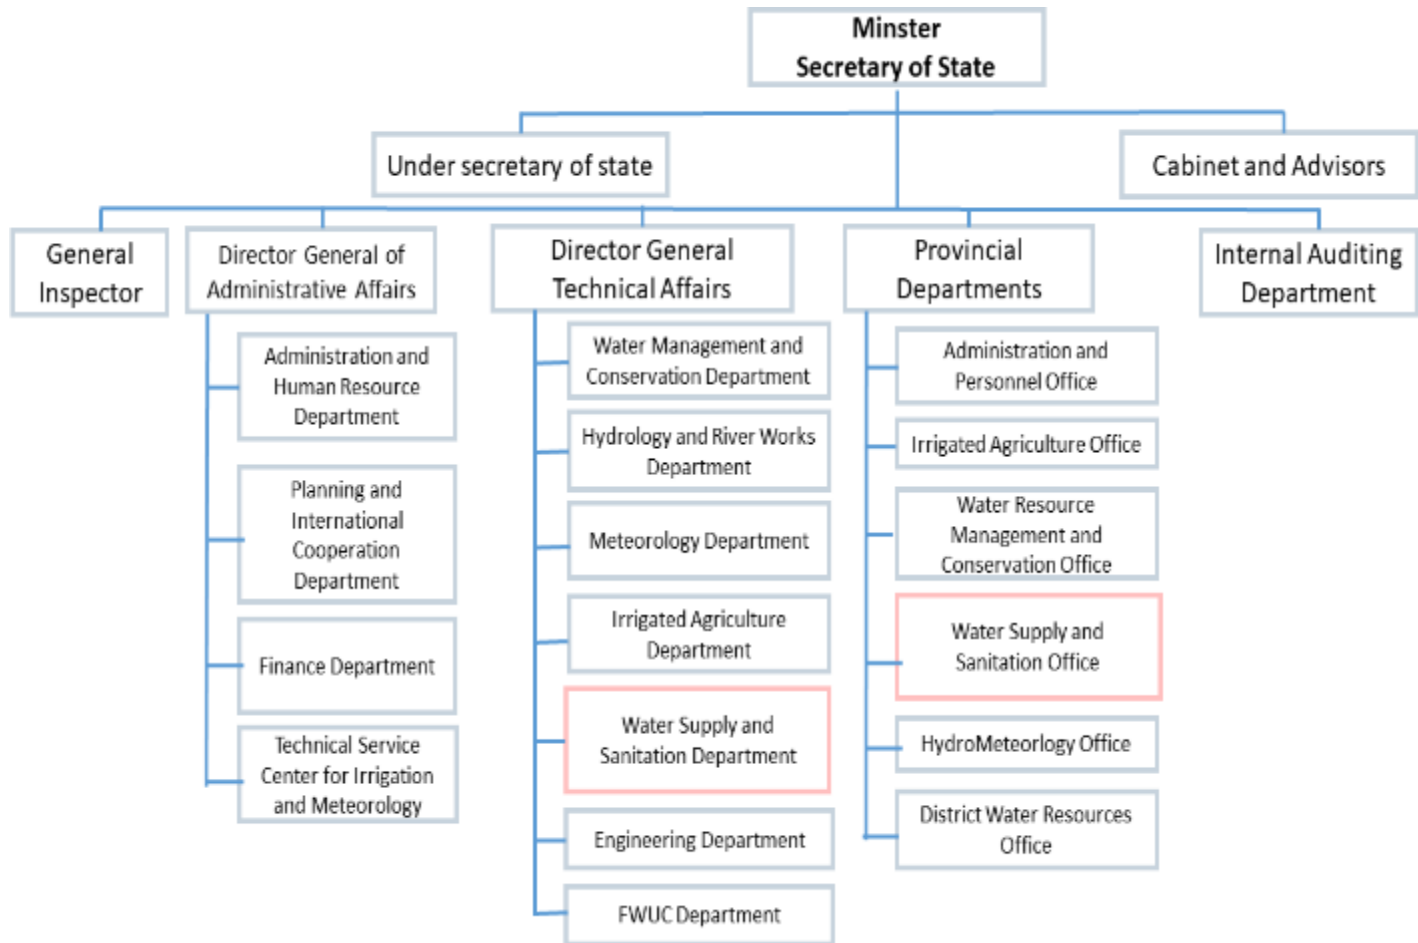 Minster
Secretary of State
Under secretary of state
Cabinet and Advisors
General
Inspector
Director General of
Administrative Affairs
Director General
Technical Affairs
Provincial
Departments
Internal Auditing
Department
Administration and
Human Resource
Department
Planning and
International
Cooperation
Department
Finance Department
Technical Service
Center for Irrigation
and Meteorology
Water Management and
Conservation Department
Hydrology and River Works
Department
Meteorology Department
Irrigated Agriculture
Department
Water Supply and
Sanitation Department
Engineering Department
FWUC Department
Administration and
Personnel Office
Irrigated Agriculture Office
Water Resource
Management and
Conservation Office
Water Supply and
Sanitation Office
HydroMeteorlogy Office
District Water Resources
Office